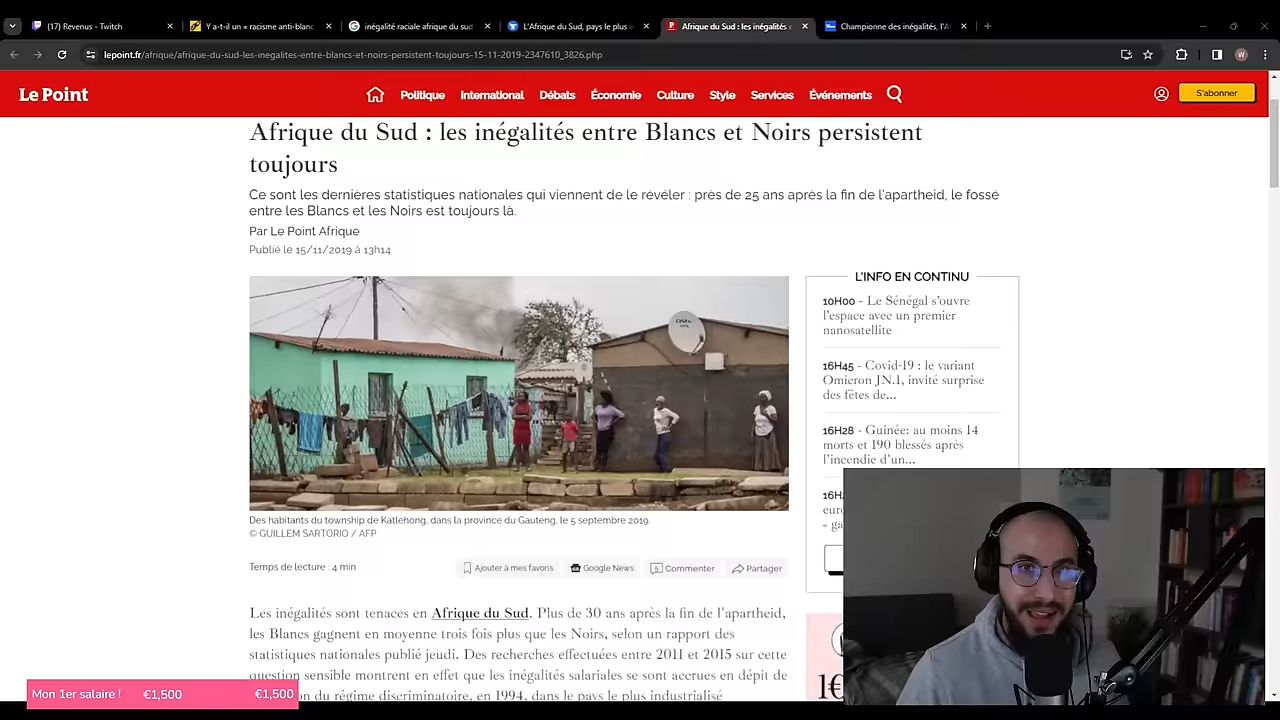 (17) Revenus - Twitch
Y a-t-il un « racisme anti-blanc
inégalité raciale afrique du sud
L'Afrique du Sud, pays le plus i
Afrique du Sud : les inégalités e
Championne des inégalités, l'A
lepoint.fr/afrique/afrique-du-sud-les-inegalites-entre-blancs-et-noirs-persistent-toujours-15-11-2019-2347610_3826.php
Le Point
Politique
International
Débats
Économie
Culture
Style
Services
Événements
S'abonner
Afrique du Sud : les inégalités entre Blancs et Noirs persistent
toujours
Ce sont les dernières statistiques nationales qui viennent de le révéler : près de 25 ans après la fin de l'apartheid, le fossé
entre les Blancs et les Noirs est toujours là.
Par Le Point Afrique
Publié le 15/11/2019 à 13h14
Des habitants du township de Katlehong, dans la province du Gauteng, le 5 septembre 2019.
© GUILLEM SARTORIO / AFP
Temps de lecture : 4 min
Ajouter à mes favoris
Google News
Commenter
Partager
Les inégalités sont tenaces en Afrique du Sud. Plus de 30 ans après la fin de l'apartheid,
les Blancs gagnent en moyenne trois fois plus que les Noirs, selon un rapport des
statistiques nationales publié jeudi. Des recherches effectuées entre 2011 et 2015 sur cette
question sensible montrent en effet que les inégalités salariales se sont accrues en dépit de
on du régime discriminatoire, en 1994, dans le pays le plus industrialisé
L'INFO EN CONTINU
10H00 - Le Sénégal s'ouvre
l'espace avec un premier
nanosatellite
16H45 - Covid-19 : le variant
Omicron JN.1, invité surprise
des fêtes de...
16H28 - Guinée: au moins 14
morts et 190 blessés après
l'incendie d'un...
16H
euro
« ga
1€
Mon 1er salaire ! €1,500 €1,500